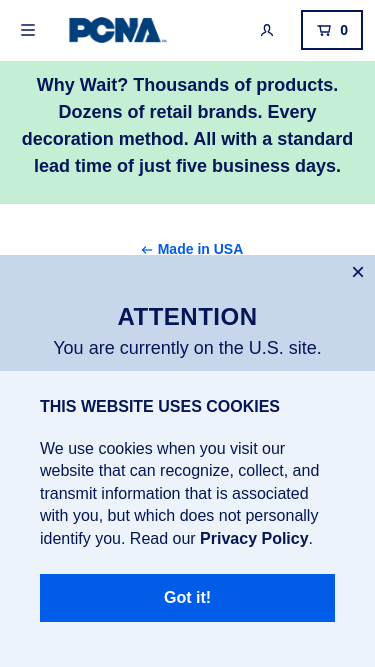 PCNA
0
Why Wait? Thousands of products.
Dozens of retail brands. Every
decoration method. All with a standard
lead time of just five business days.
← Made in USA
×
ATTENTION
You are currently on the U.S. site.
THIS WEBSITE USES COOKIES
We use cookies when you visit our
website that can recognize, collect, and
transmit information that is associated
with you, but which does not personally
identify you. Read our Privacy Policy.
Got it!